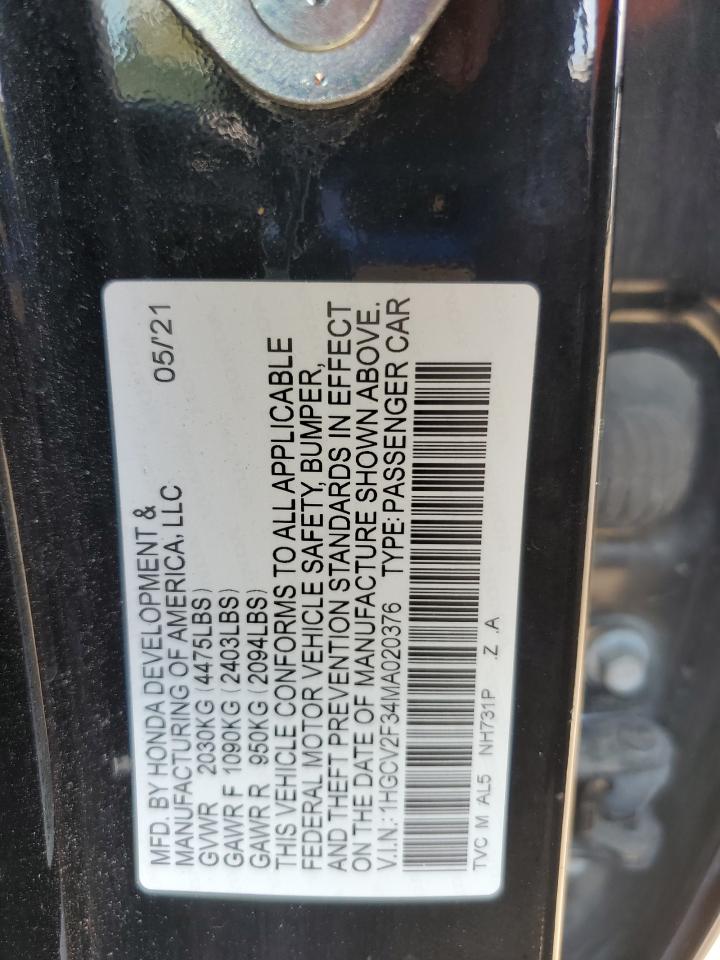 MFD. BY HONDA DEVELOPMENT & 05/'21
MANUFACTURING OF AMERICA, LLC
GVWR 2030KG (4475LBS)
GAWR F 1090KG (2403LBS)
GAWR R 950KG (2094LBS)
THIS VEHICLE CONFORMS TO ALL APPLICABLE
FEDERAL MOTOR VEHICLE SAFETY, BUMPER,
AND THEFT PREVENTION STANDARDS IN EFFECT
ON THE DATE OF MANUFACTURE SHOWN ABOVE.
V.I.N.: 1HGCV2F34MA020376 TYPE: PASSENGER CAR
TVC M AL5 NH731P .Z .A